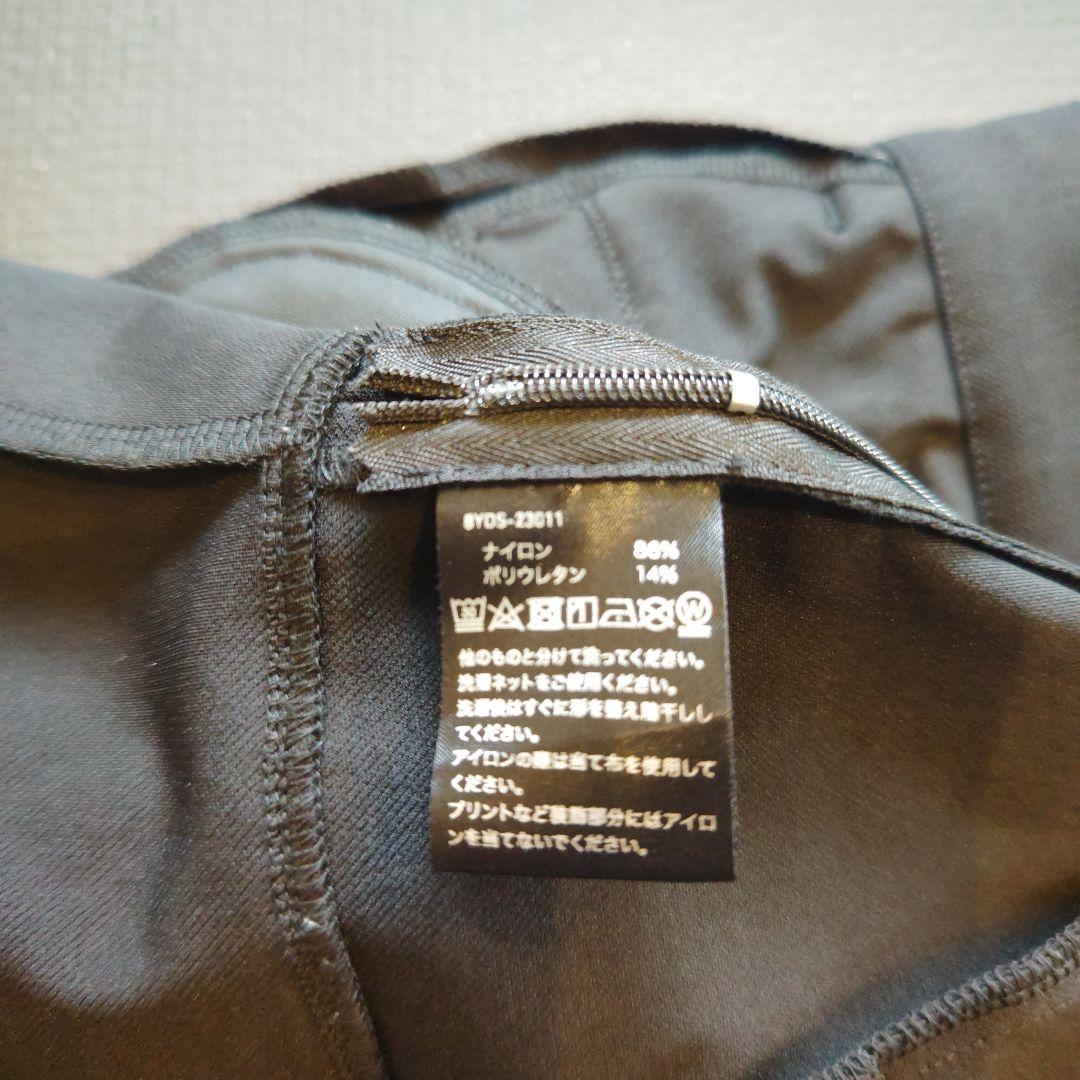 BYDS-23011
ナイロン 86%
ポリウレタン 14%
W
他のものと分けて洗ってください。
洗濯ネットをご使用ください。
洗濯後はすぐに形を整え陰干しし
てください。
アイロンの際は当て布を使用して
ください。
プリントなど装飾部分にはアイロ
ンを当てないでください。